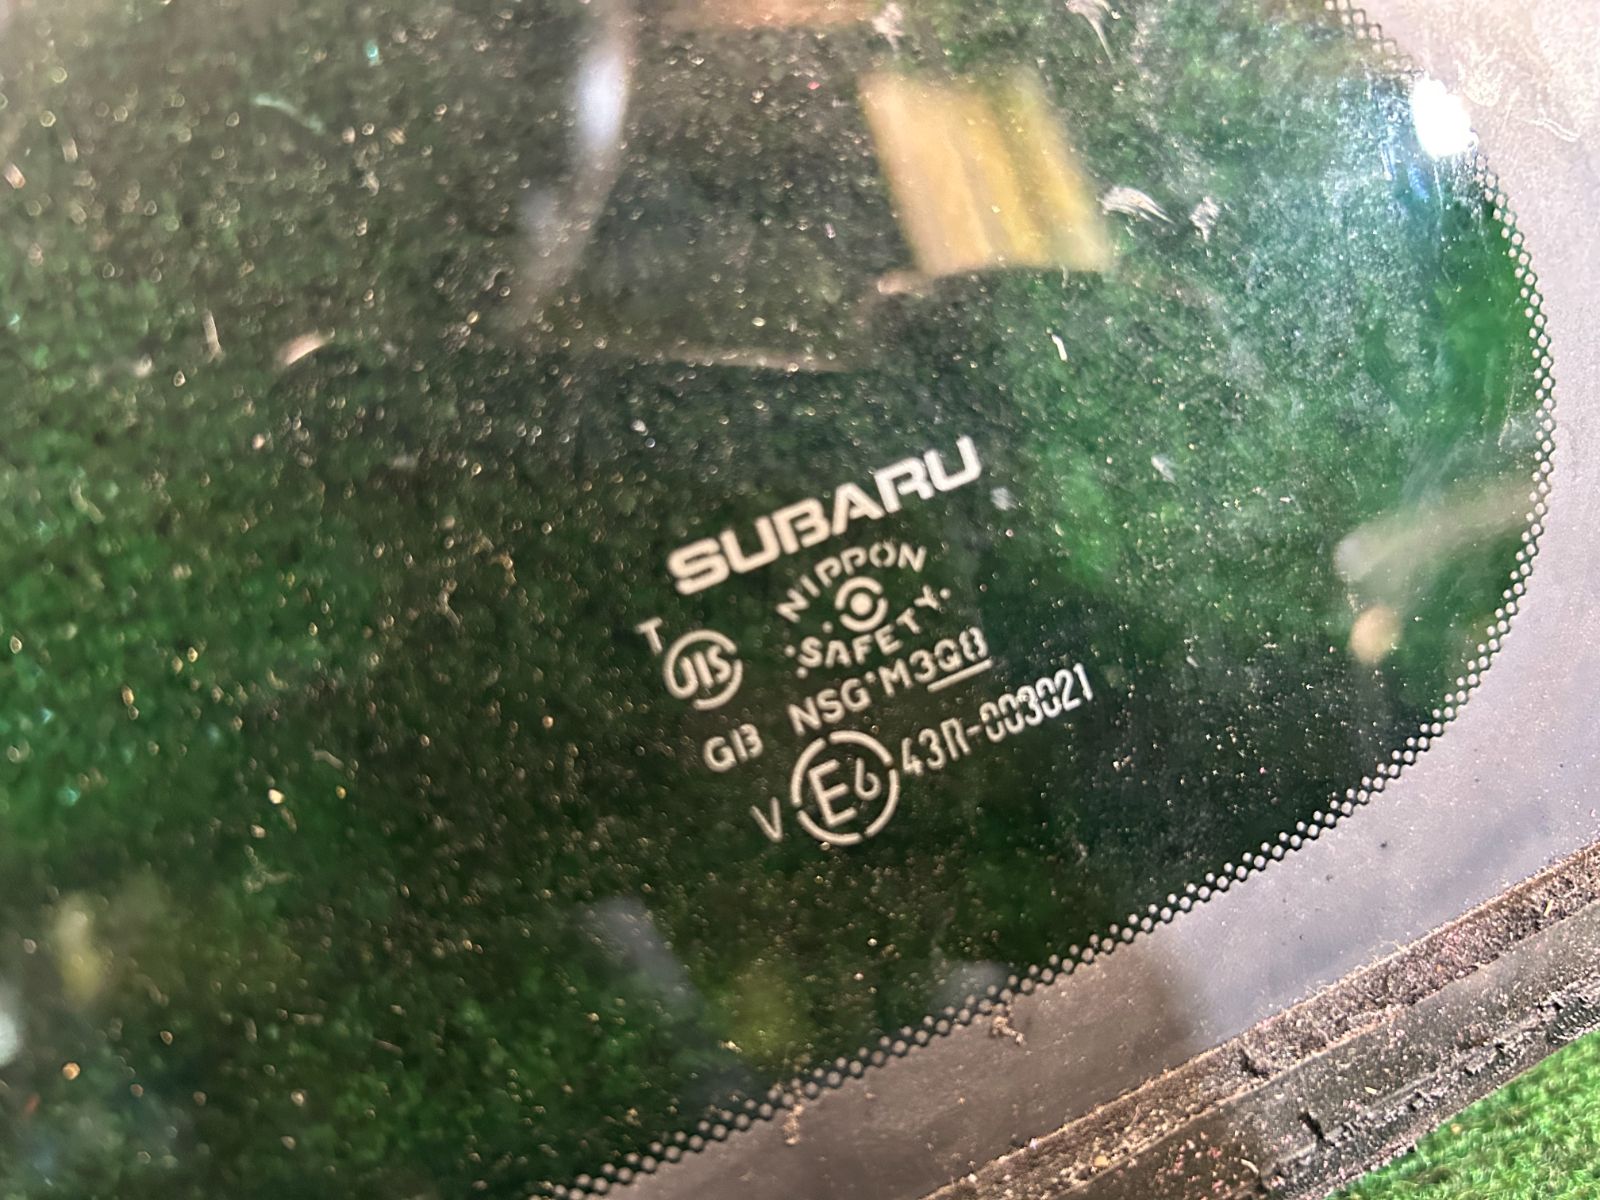 SUBARU
NIPPON
SAFETY
T JIS
NSG M3Q8
GB
V E6 43R-003021